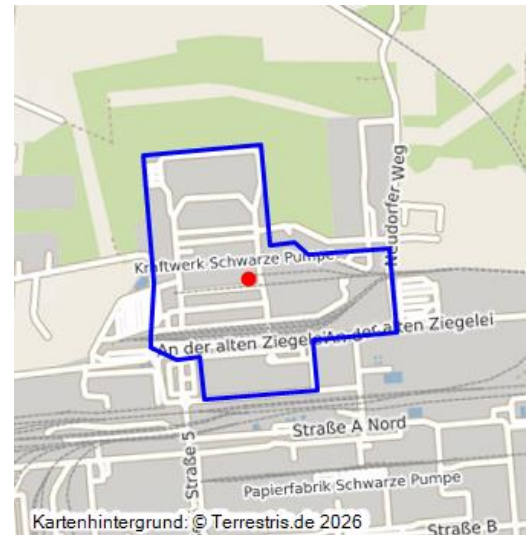 Neudorfer Weg
Kraftwerk Schwarze Pumpe
An der alten Ziegelei
An der alten Ziegelei
Straße 5
Straße A Nord
Papierfabrik Schwarze Pumpe
Straße B
Kartenhintergrund: © Terrestris.de 2026